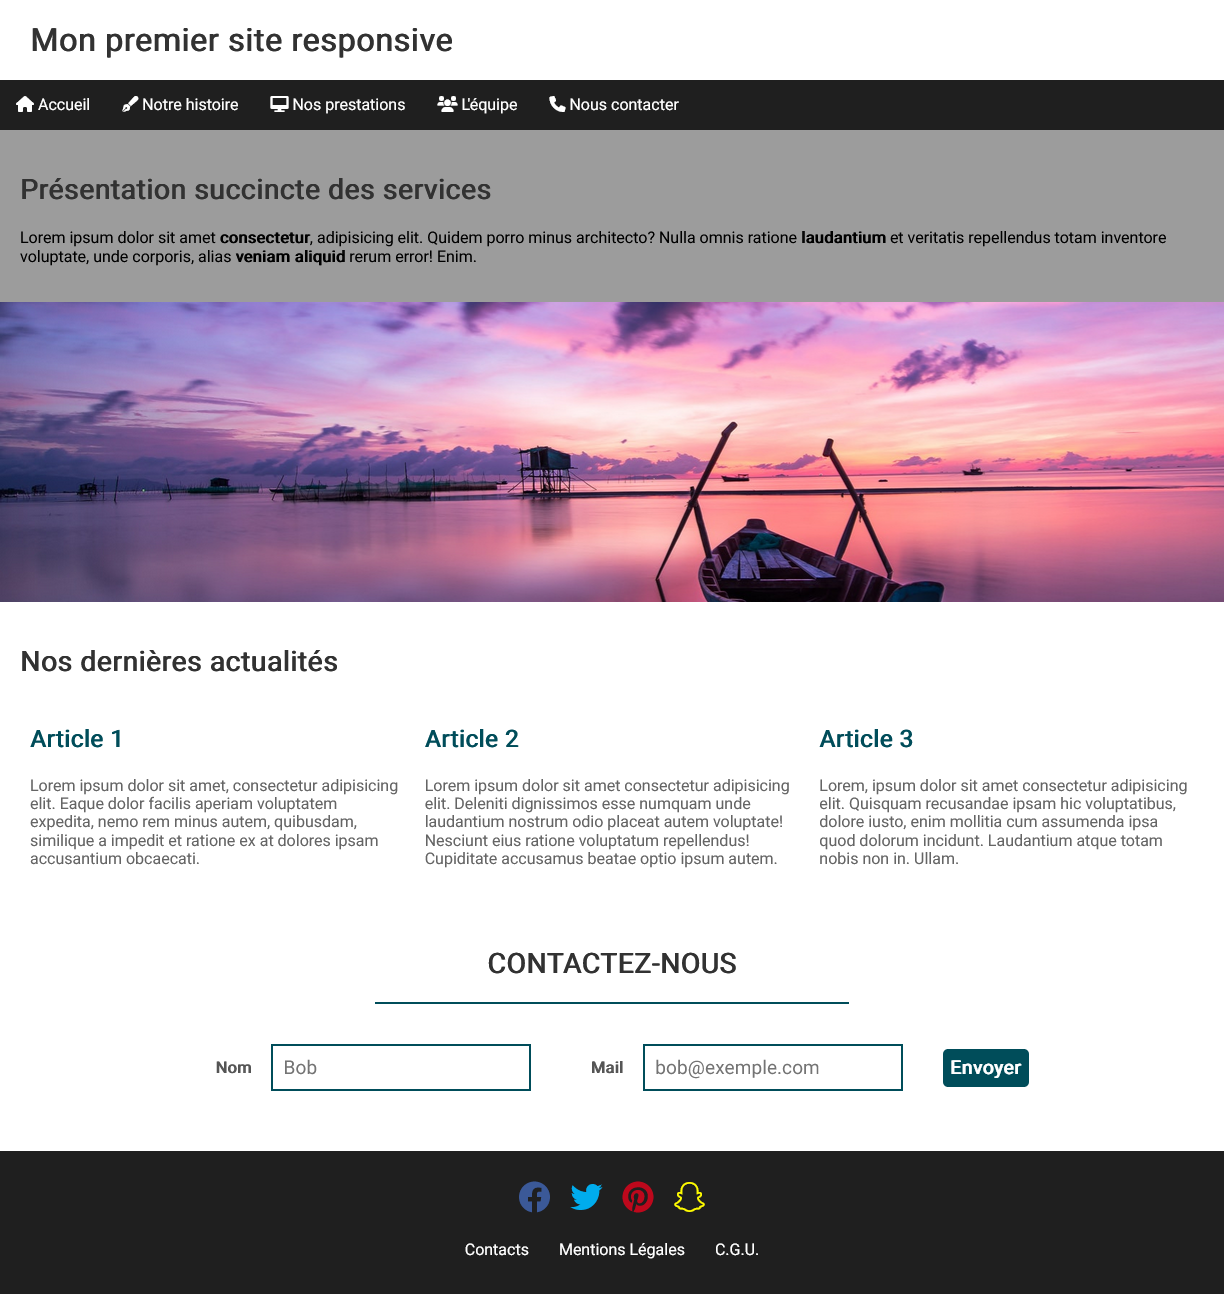 Mon premier site responsive
Accueil Notre histoire Nos prestations L'équipe Nous contacter
Présentation succincte des services
Lorem ipsum dolor sit amet consectetur, adipisicing elit. Quidem porro minus architecto? Nulla omnis ratione laudantium et veritatis repellendus totam inventore
voluptate, unde corporis, alias veniam aliquid rerum error! Enim.
Nos dernières actualités
Article 1
Lorem ipsum dolor sit amet, consectetur adipisicing
elit. Eaque dolor facilis aperiam voluptatem
expedita, nemo rem minus autem, quibusdam,
similique a impedit et ratione ex at dolores ipsam
accusantium obcaecati.
Article 2
Lorem ipsum dolor sit amet consectetur adipisicing
elit. Deleniti dignissimos esse numquam unde
laudantium nostrum odio placeat autem voluptate!
Nesciunt eius ratione voluptatum repellendus!
Cupiditate accusamus beatae optio ipsum autem.
Article 3
Lorem, ipsum dolor sit amet consectetur adipisicing
elit. Quisquam recusandae ipsam hic voluptatibus,
dolore iusto, enim mollitia cum assumenda ipsa
quod dolorum incidunt. Laudantium atque totam
nobis non in. Ullam.
CONTACTEZ-NOUS
Nom Bob Mail bob@exemple.com Envoyer
Contacts Mentions Légales C.G.U.